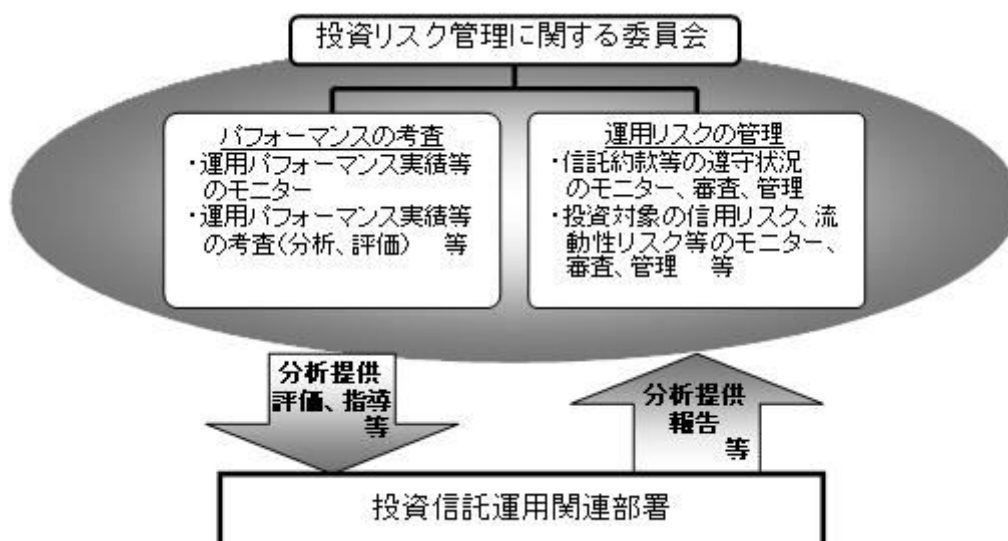 投資リスク管理に関する委員会
パフォーマンスの考査
・運用パフォーマンス実績等
のモニター
・運用パフォーマンス実績等
の考査(分析、評価)　等
運用リスクの管理
・信託約款等の遵守状況
のモニター、審査、管理
・投資対象の信用リスク、流
動性リスク等のモニター、
審査、管理　等
分析提供
評価、指導
等
分析提供
報告
等
投資信託運用関連部署